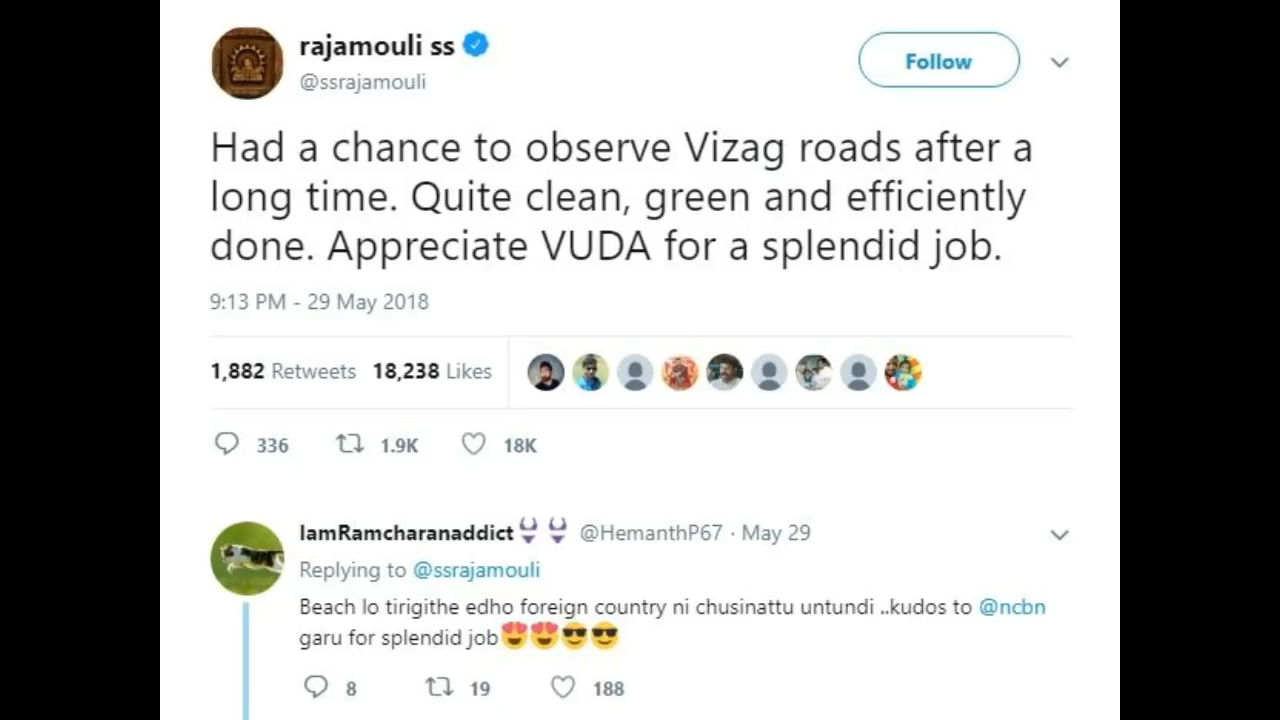 rajamouli ss
@ssrajamouli
Follow
Had a chance to observe Vizag roads after a
long time. Quite clean, green and efficiently
done. Appreciate VUDA for a splendid job.
9:13 PM - 29 May 2018
1,882 Retweets 18,238 Likes
336 1.9K 18K
IamRamcharanaddict👙👙 @HemanthP67 · May 29
Replying to @ssrajamouli
Beach lo tirigithe edho foreign country ni chusinattu untundi ..kudos to @ncbn
garu for splendid job😍😍😎😎
8 19 188